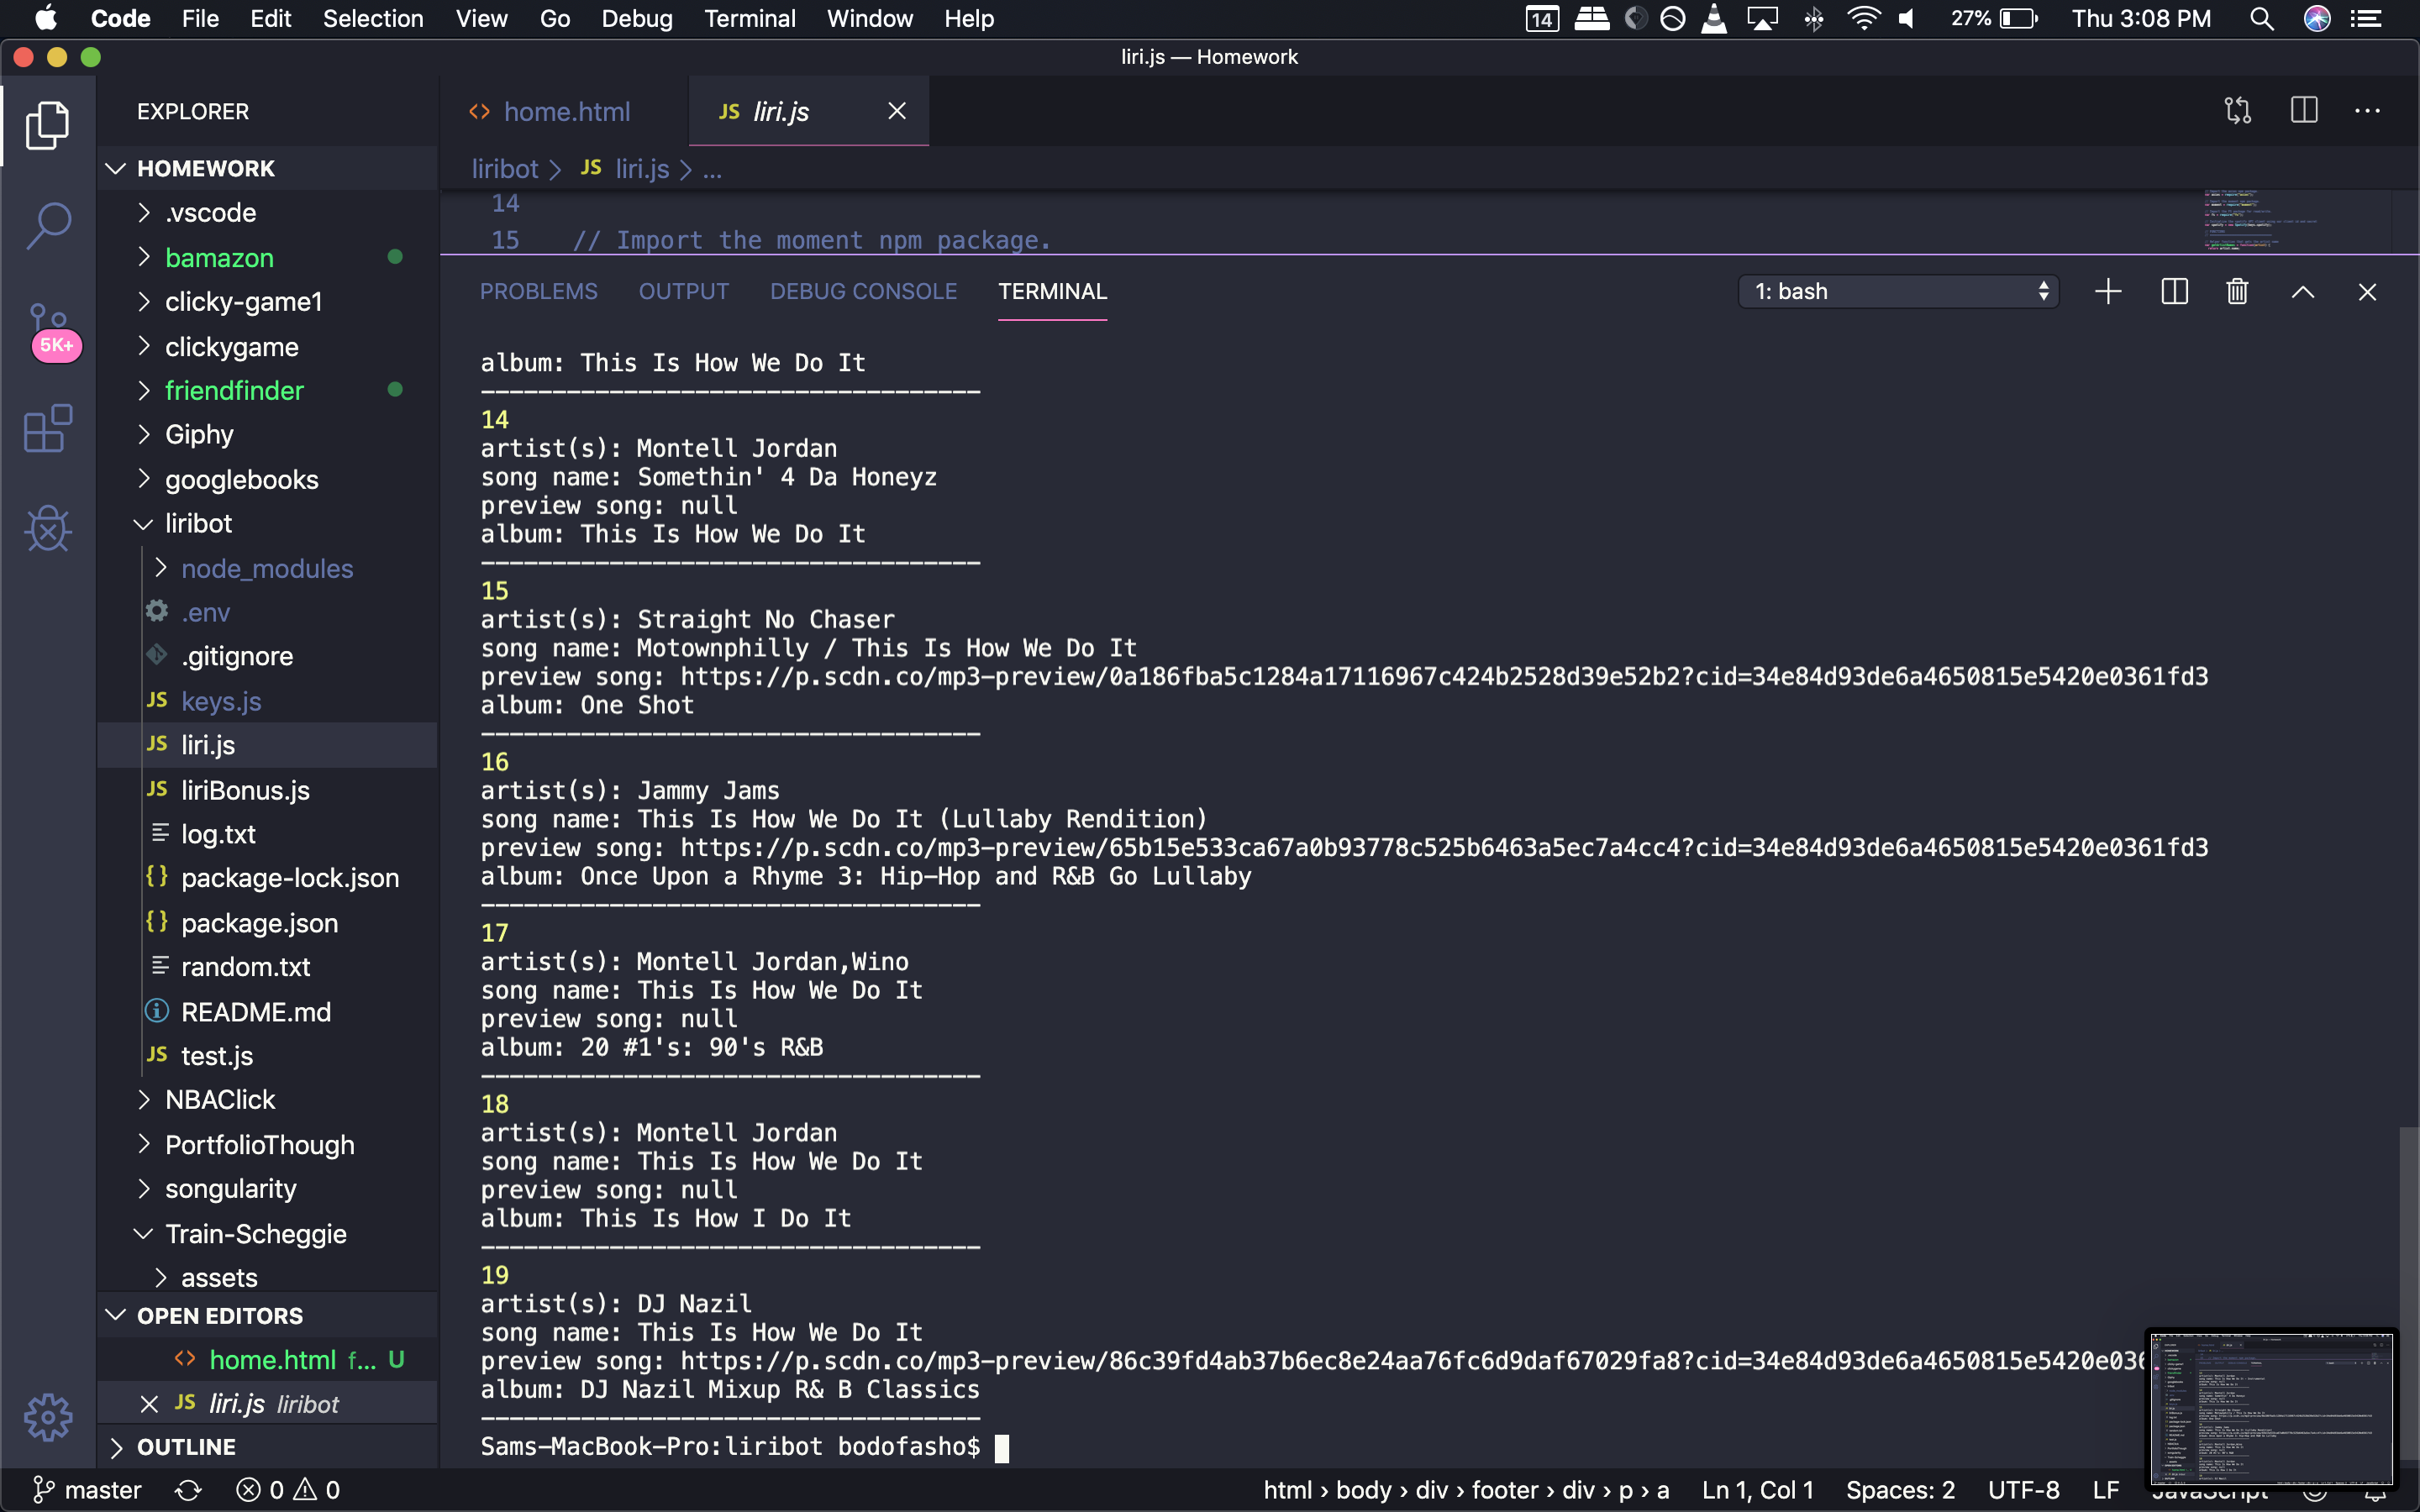 Code File Edit Selection View Go Debug Terminal Window Help 14 27% Thu 3:08 PM
liri.js — Homework
EXPLORER
HOMEWORK
.vscode
bamazon
clicky-game1
clickygame
friendfinder
Giphy
googlebooks
liribot
node_modules
.env
.gitignore
JS keys.js
JS liri.js
JS liriBonus.js
log.txt
{} package-lock.json
{} package.json
random.txt
README.md
JS test.js
NBAClick
PortfolioThough
songularity
Train-Scheggie
assets
OPEN EDITORS
<> home.html f... U
JS liri.js liribot
OUTLINE
5K+
<> home.html JS liri.js
liribot > JS liri.js > ...
14
15 // Import the moment npm package.
PROBLEMS OUTPUT DEBUG CONSOLE TERMINAL 1: bash
album: This Is How We Do It
-----------------------------------
14
artist(s): Montell Jordan
song name: Somethin' 4 Da Honeyz
preview song: null
album: This Is How We Do It
-----------------------------------
15
artist(s): Straight No Chaser
song name: Motownphilly / This Is How We Do It
preview song: https://p.scdn.co/mp3-preview/0a186fba5c1284a17116967c424b2528d39e52b2?cid=34e84d93de6a4650815e5420e0361fd3
album: One Shot
-----------------------------------
16
artist(s): Jammy Jams
song name: This Is How We Do It (Lullaby Rendition)
preview song: https://p.scdn.co/mp3-preview/65b15e533ca67a0b93778c525b6463a5ec7a4cc4?cid=34e84d93de6a4650815e5420e0361fd3
album: Once Upon a Rhyme 3: Hip-Hop and R&B Go Lullaby
-----------------------------------
17
artist(s): Montell Jordan,Wino
song name: This Is How We Do It
preview song: null
album: 20 #1's: 90's R&B
-----------------------------------
18
artist(s): Montell Jordan
song name: This Is How We Do It
preview song: null
album: This Is How I Do It
-----------------------------------
19
artist(s): DJ Nazil
song name: This Is How We Do It
preview song: https://p.scdn.co/mp3-preview/86c39fd4ab37b6ec8e24aa76fc6d9daf67029fa8?cid=34e84d93de6a4650815e5420e036
album: DJ Nazil Mixup R& B Classics
-----------------------------------
Sams-MacBook-Pro:liribot bodofasho$
master 0 0 html › body › div › footer › div › p › a Ln 1, Col 1 Spaces: 2 UTF-8 LF JavaScript